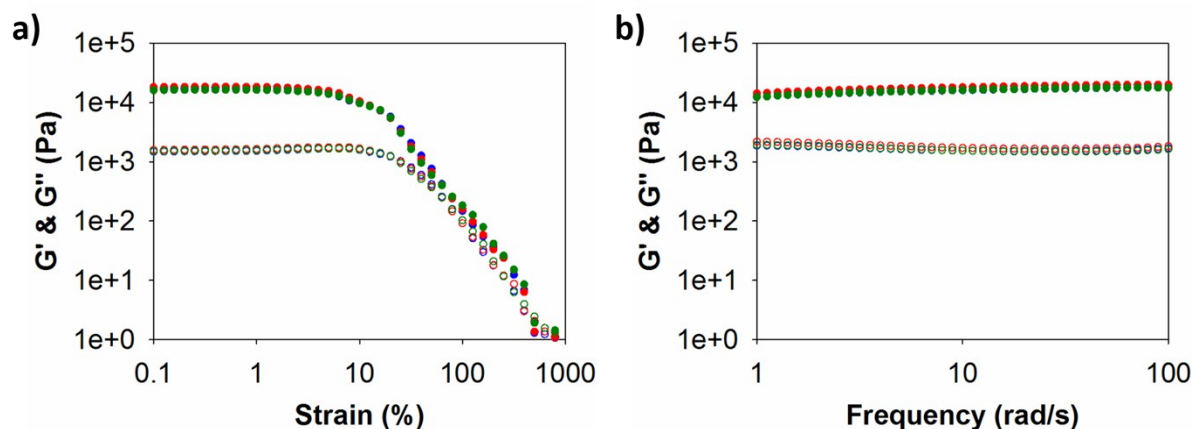 a)
G' & G'' (Pa)
1e+5
1e+4
1e+3
1e+2
1e+1
1e+0
0.1 1 10 100 1000
Strain (%)
b)
G' & G'' (Pa)
1e+5
1e+4
1e+3
1e+2
1e+1
1e+0
1 10 100
Frequency (rad/s)